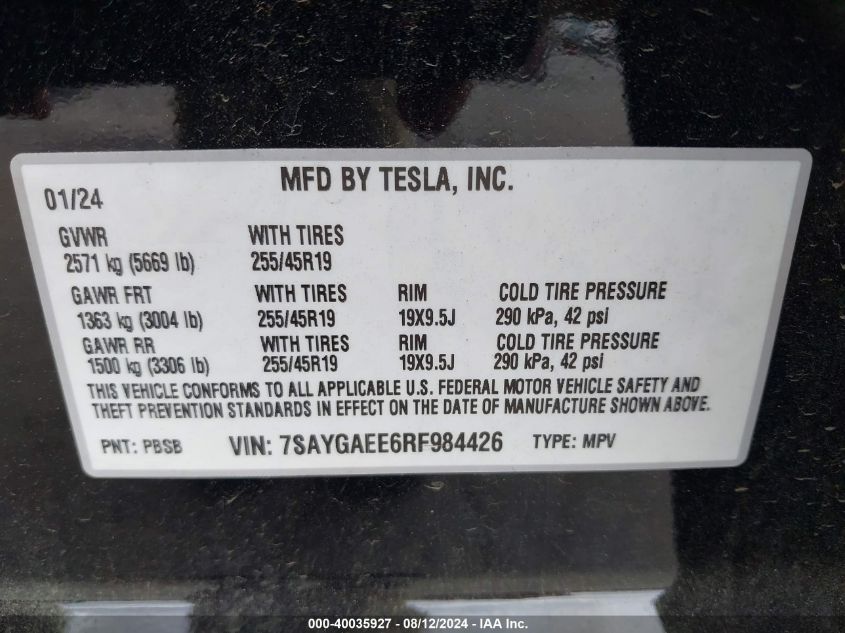 MFD BY TESLA, INC.
01/24
GVWR WITH TIRES
2571 kg (5669 lb) 255/45R19
GAWR FRT WITH TIRES RIM COLD TIRE PRESSURE
1363 kg (3004 lb) 255/45R19 19X9.5J 290 kPa, 42 psi
GAWR RR WITH TIRES RIM COLD TIRE PRESSURE
1500 kg (3306 lb) 255/45R19 19X9.5J 290 kPa, 42 psi
THIS VEHICLE CONFORMS TO ALL APPLICABLE U.S. FEDERAL MOTOR VEHICLE SAFETY AND
THEFT PREVENTION STANDARDS IN EFFECT ON THE DATE OF MANUFACTURE SHOWN ABOVE.
PNT: PBSB VIN: 7SAYGAEE6RF984426 TYPE: MPV
000-40035927 - 08/12/2024 - IAA Inc.